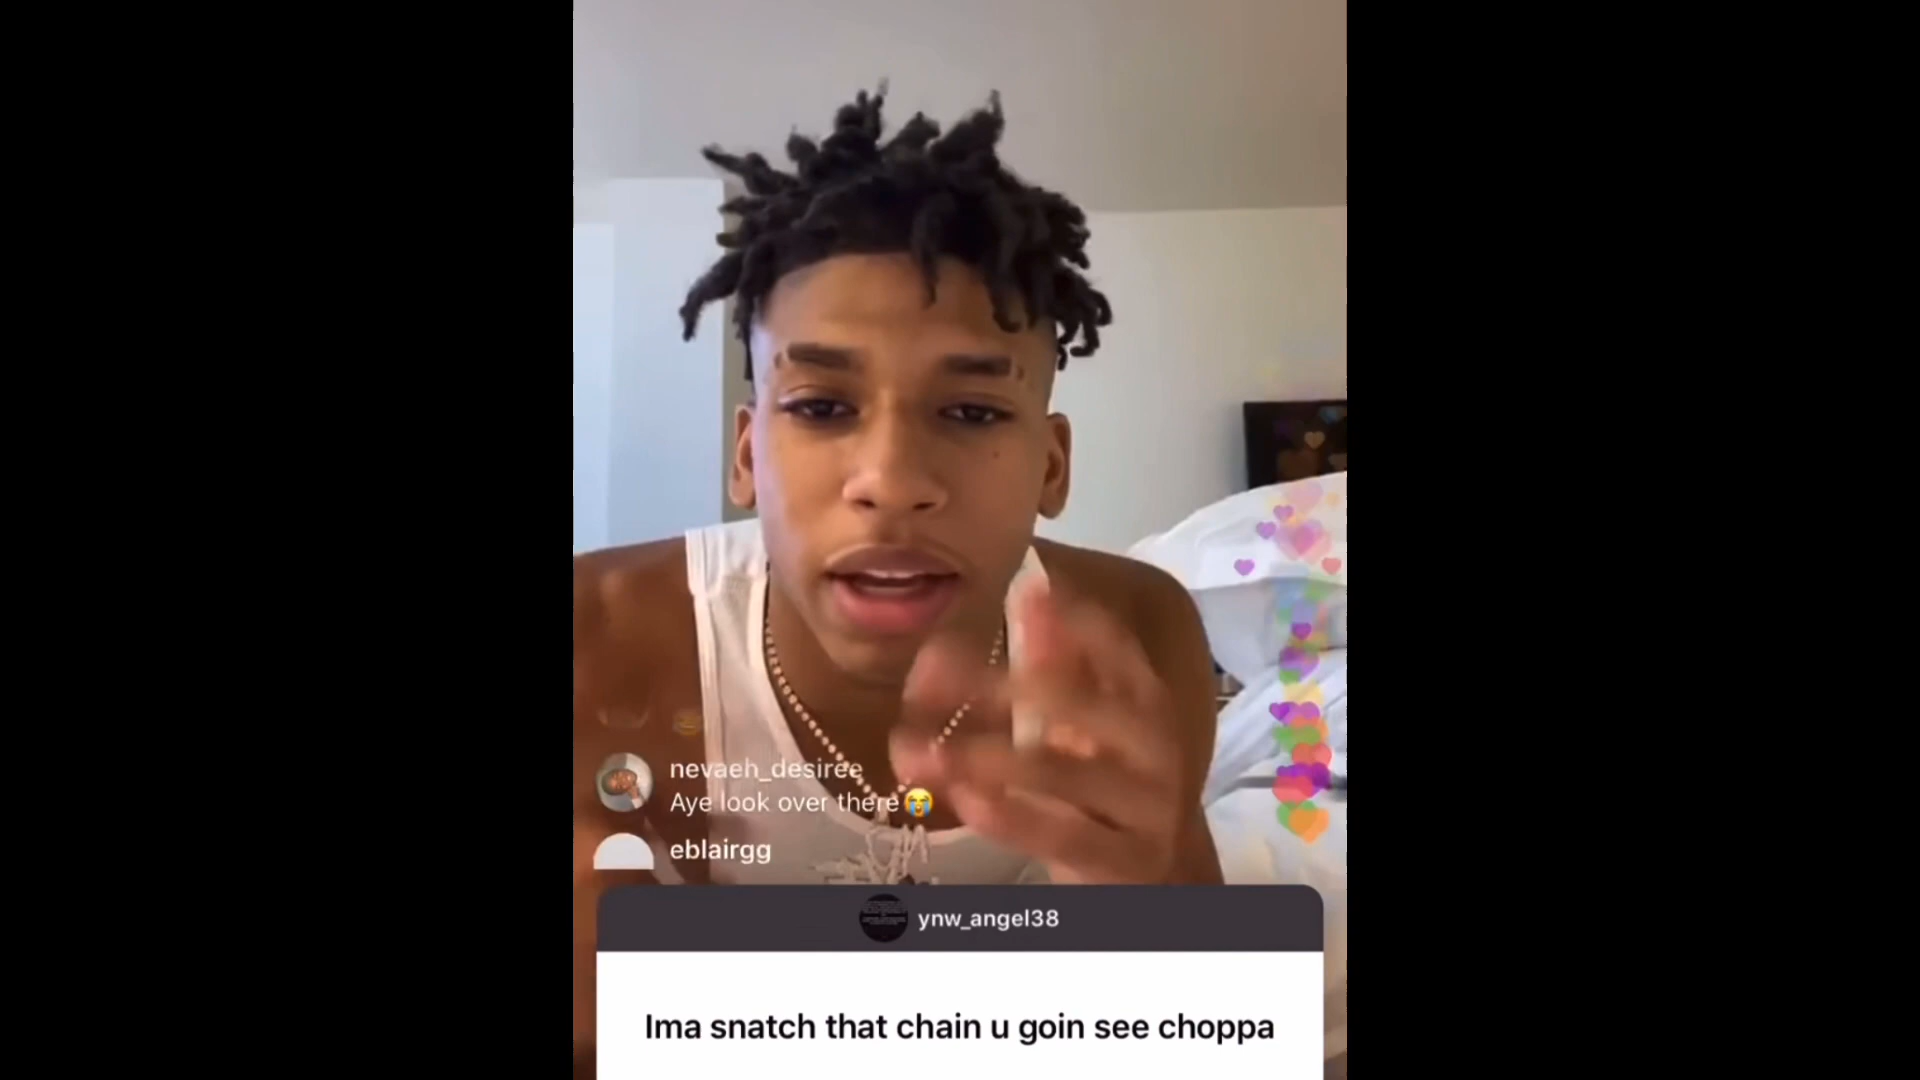 nevaeh_desiree
Aye look over there😭
eblairgg
ynw_angel38
Ima snatch that chain u goin see choppa